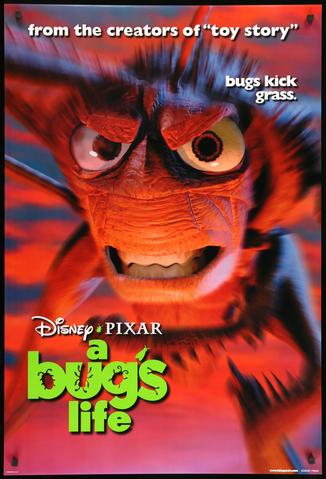 from the creators of "toy story"
bugs kick
grass.
Disney PIXAR
a
bug's
life